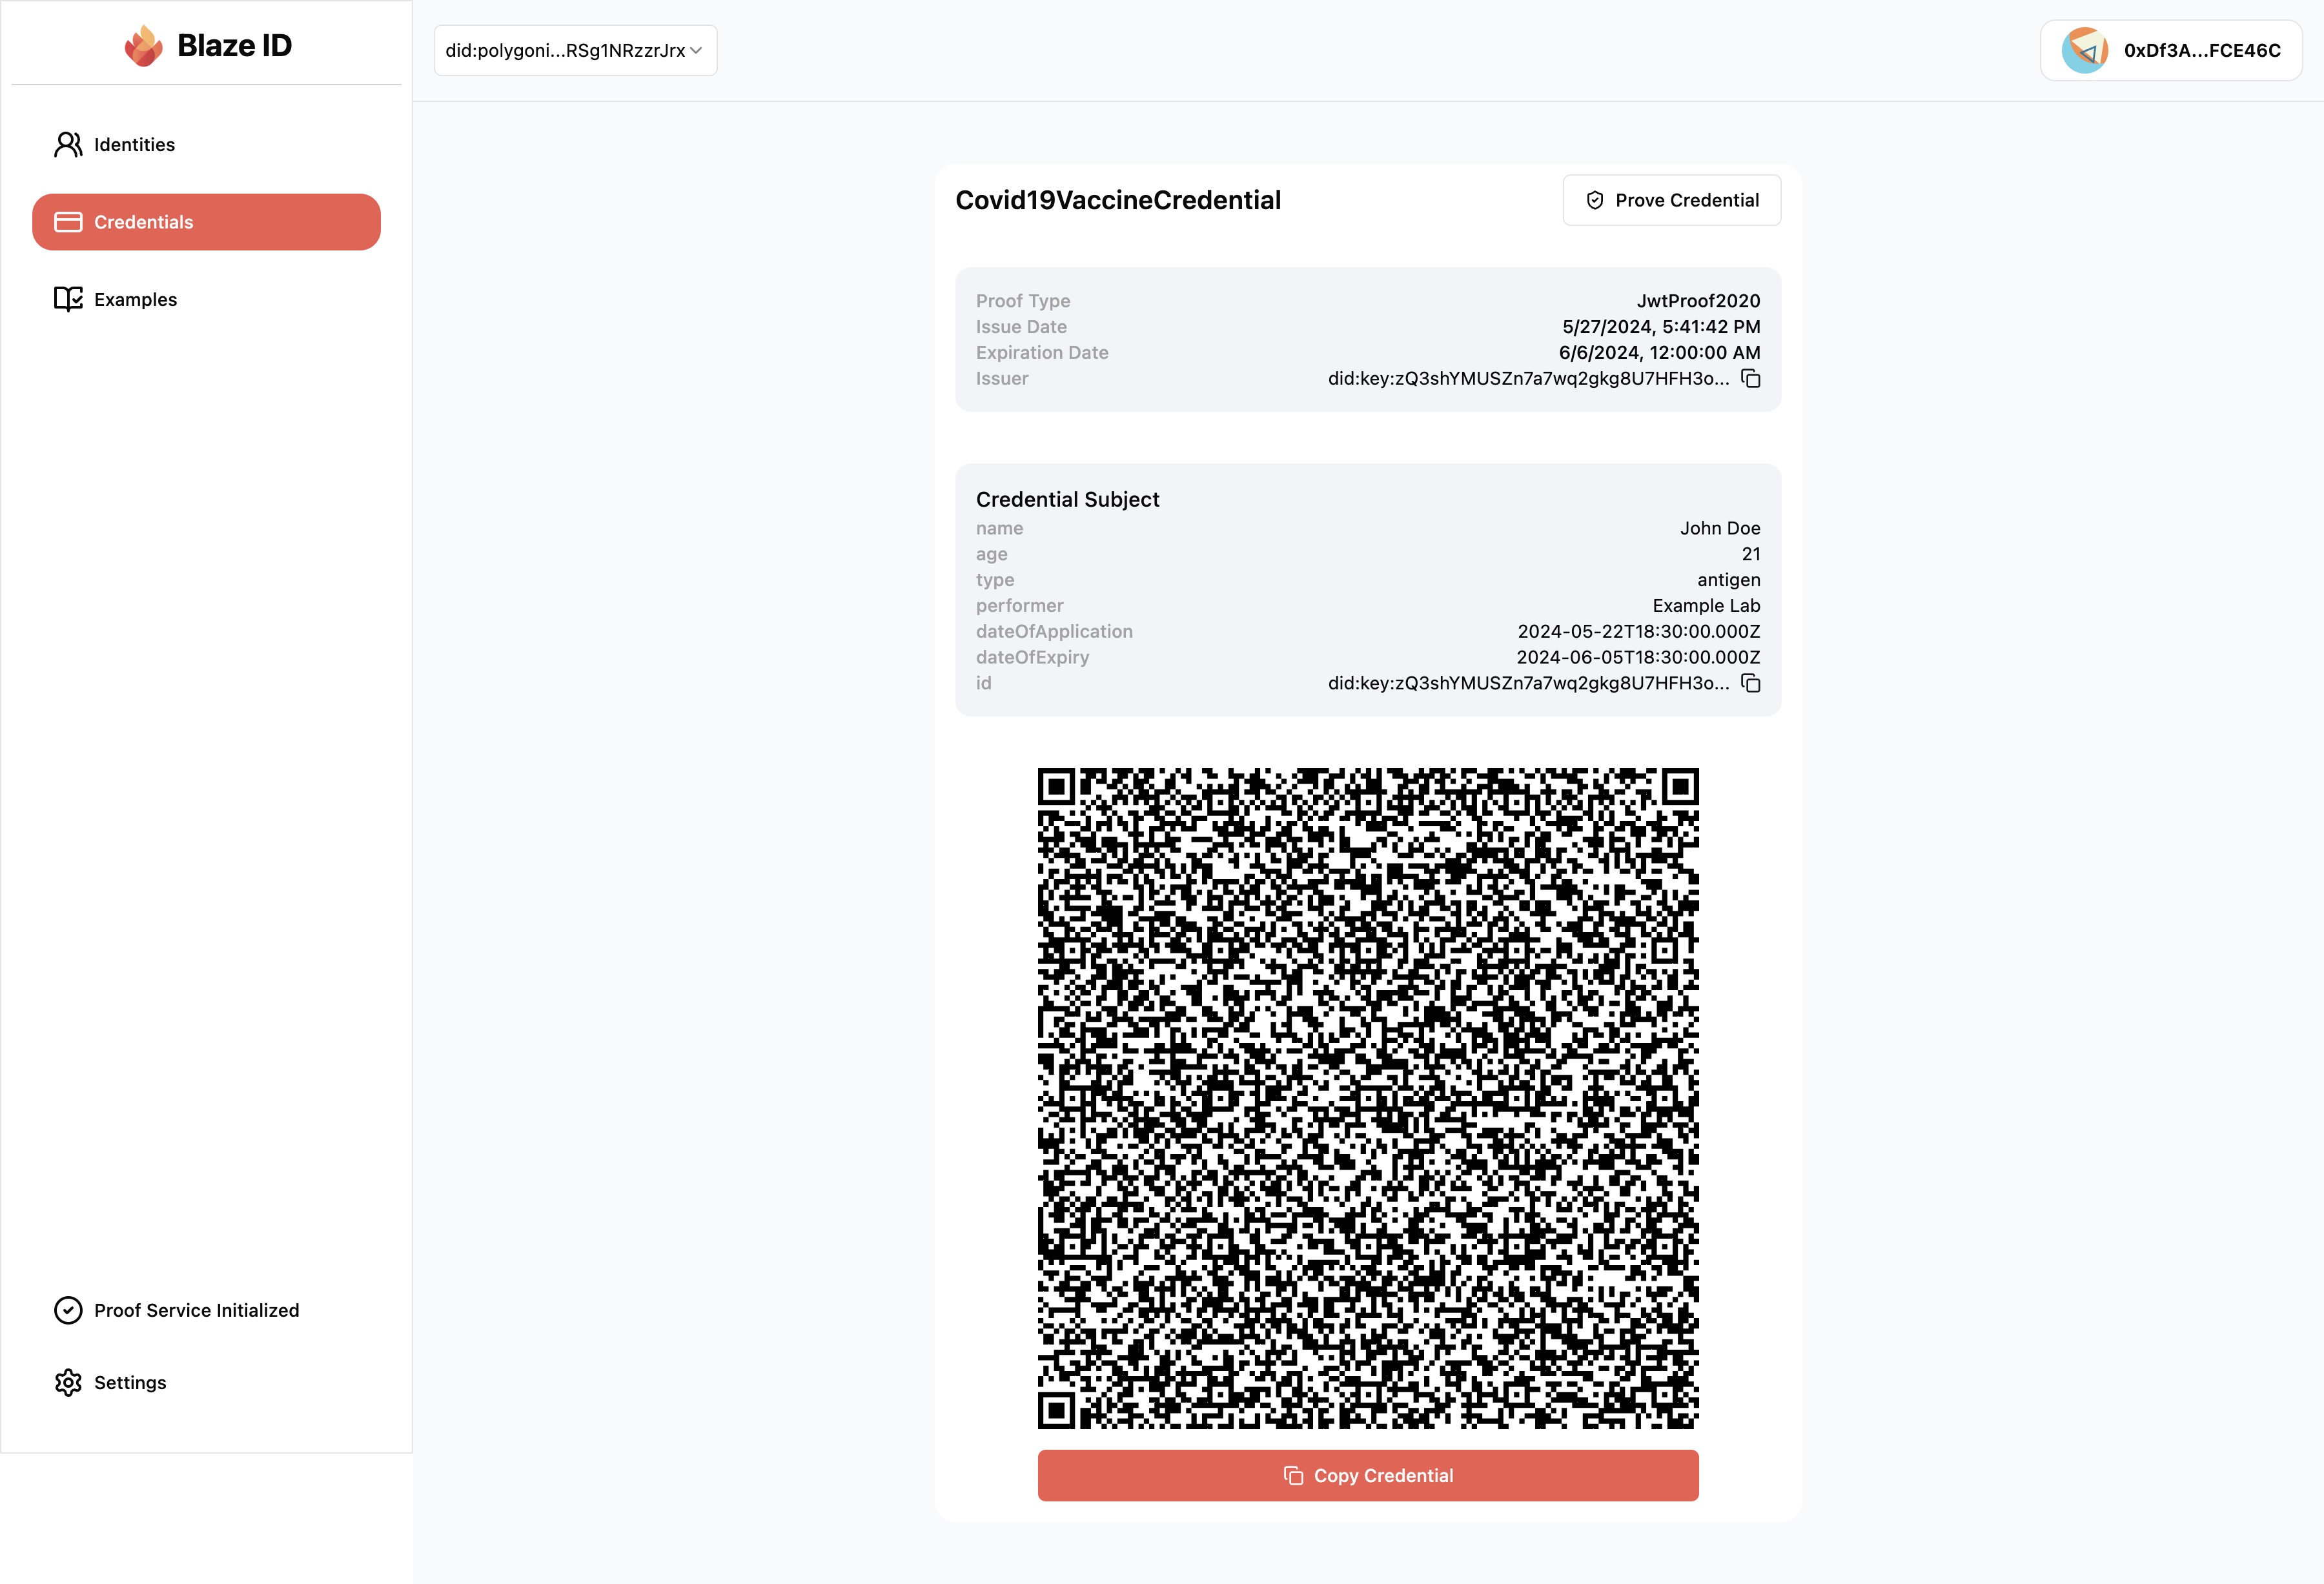 Blaze ID
did:polygoni...RSg1NRzzrJrx
0xDf3A...FCE46C
Identities
Credentials
Examples
Proof Service Initialized
Settings
Covid19VaccineCredential
Prove Credential
Proof Type JwtProof2020
Issue Date 5/27/2024, 5:41:42 PM
Expiration Date 6/6/2024, 12:00:00 AM
Issuer did:key:zQ3shYMUSZn7a7wq2gkg8U7HFH3o...
Credential Subject
name John Doe
age 21
type antigen
performer Example Lab
dateOfApplication 2024-05-22T18:30:00.000Z
dateOfExpiry 2024-06-05T18:30:00.000Z
id did:key:zQ3shYMUSZn7a7wq2gkg8U7HFH3o...
Copy Credential